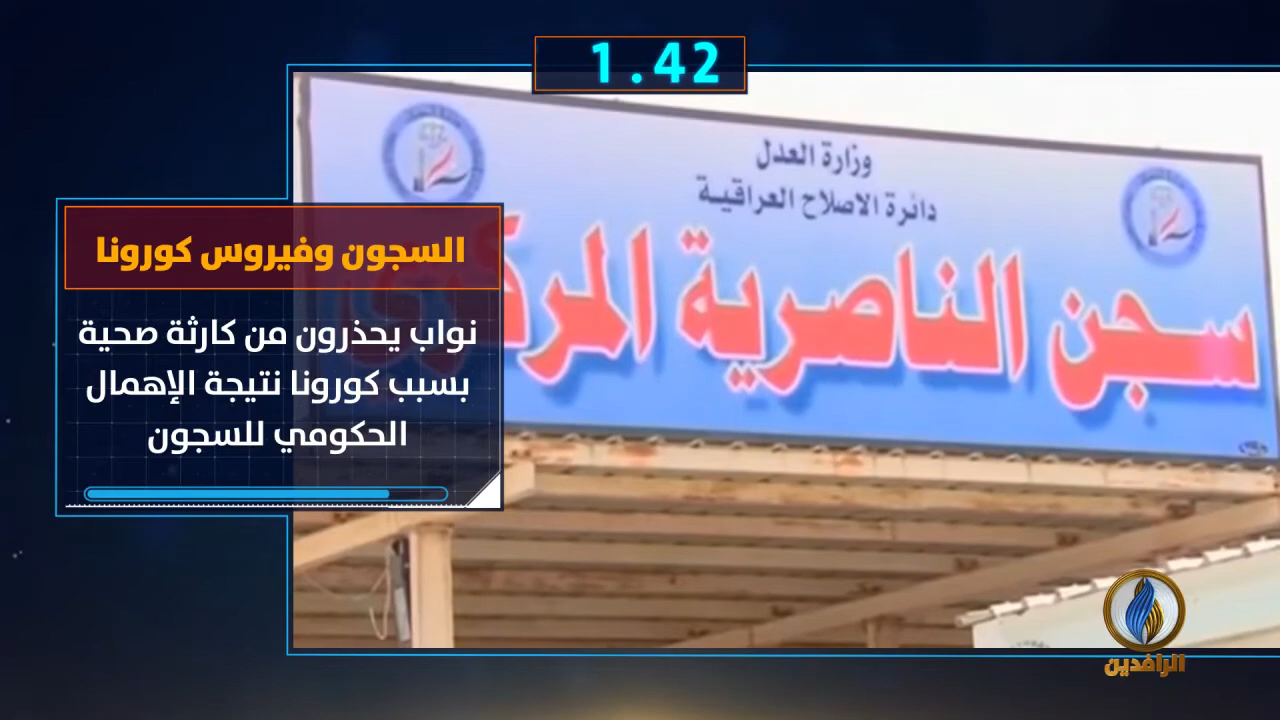 1.42
وزارة العدل
دائرة الاصلاح العراقية
سجن الناصرية المركزي
السجون وفيروس كورونا
نواب يحذرون من كارثة صحية
بسبب كورونا نتيجة الإهمال
الحكومي للسجون
الرافدين